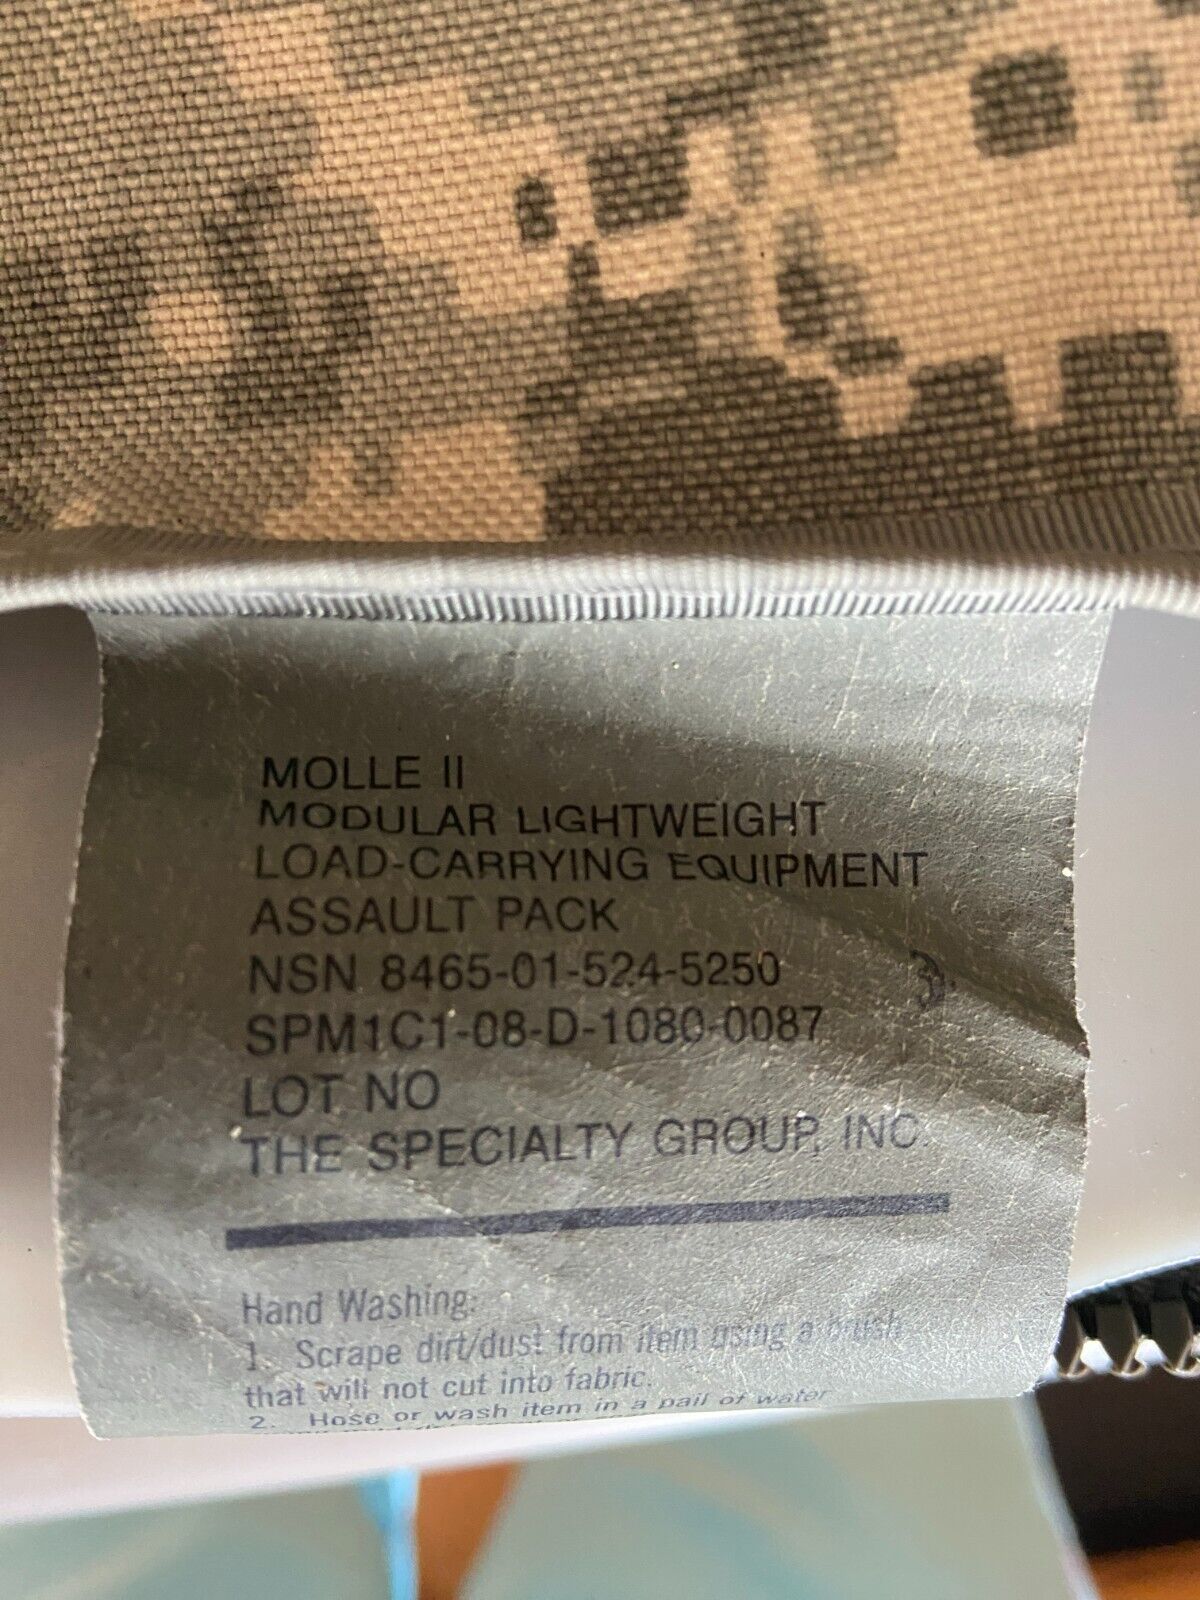 MOLLE II
MODULAR LIGHTWEIGHT
LOAD-CARRYING EQUIPMENT
ASSAULT PACK
NSN 8465-01-524-5250
SPM1C1-08-D-1080-0087
LOT NO
THE SPECIALTY GROUP, INC.
Hand Washing:
1. Scrape dirt/dust from item using a brush
that will not cut into fabric.
2. Hose or wash item in a pail of water